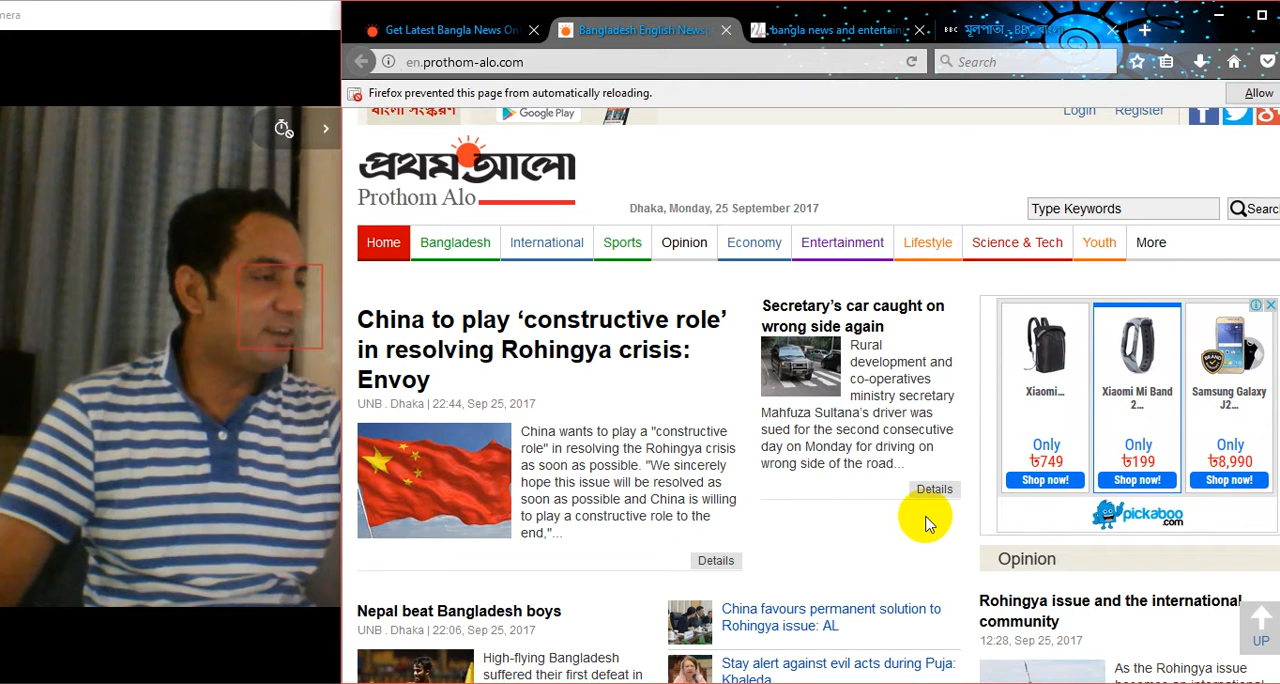 mera
Get Latest Bangla News On
Bangladesh English News,
bangla news and entertain
BBC মূলপাতা - BBC বাংলা
en.prothom-alo.com
Search
Firefox prevented this page from automatically reloading.
Allow
বাংলা সংস্করণ
Google Play
Login
Register
প্রথম আলো
Prothom Alo
Dhaka, Monday, 25 September 2017
Type Keywords
Searc
Home
Bangladesh
International
Sports
Opinion
Economy
Entertainment
Lifestyle
Science & Tech
Youth
More
China to play ‘constructive role’
in resolving Rohingya crisis:
Envoy
UNB . Dhaka | 22:44, Sep 25, 2017
China wants to play a "constructive
role" in resolving the Rohingya crisis
as soon as possible. "We sincerely
hope this issue will be resolved as
soon as possible and China is willing
to play a constructive role to the
end,"...
Details
Secretary’s car caught on
wrong side again
Rural
development and
co-operatives
ministry secretary
Mahfuza Sultana’s driver was
sued for the second consecutive
day on Monday for driving on
wrong side of the road...
Details
Xiaomi...
Only
৳749
Shop now!
Xiaomi Mi Band
2...
Only
৳199
Shop now!
BRAND
Samsung Galaxy
J2...
Only
৳8,990
Shop now!
pickaboo
.com
Opinion
Rohingya issue and the international
community
12:28, Sep 25, 2017
As the Rohingya issue
UP
Nepal beat Bangladesh boys
UNB . Dhaka | 22:06, Sep 25, 2017
High-flying Bangladesh
suffered their first defeat in
China favours permanent solution to
Rohingya issue: AL
Stay alert against evil acts during Puja:
Khaleda